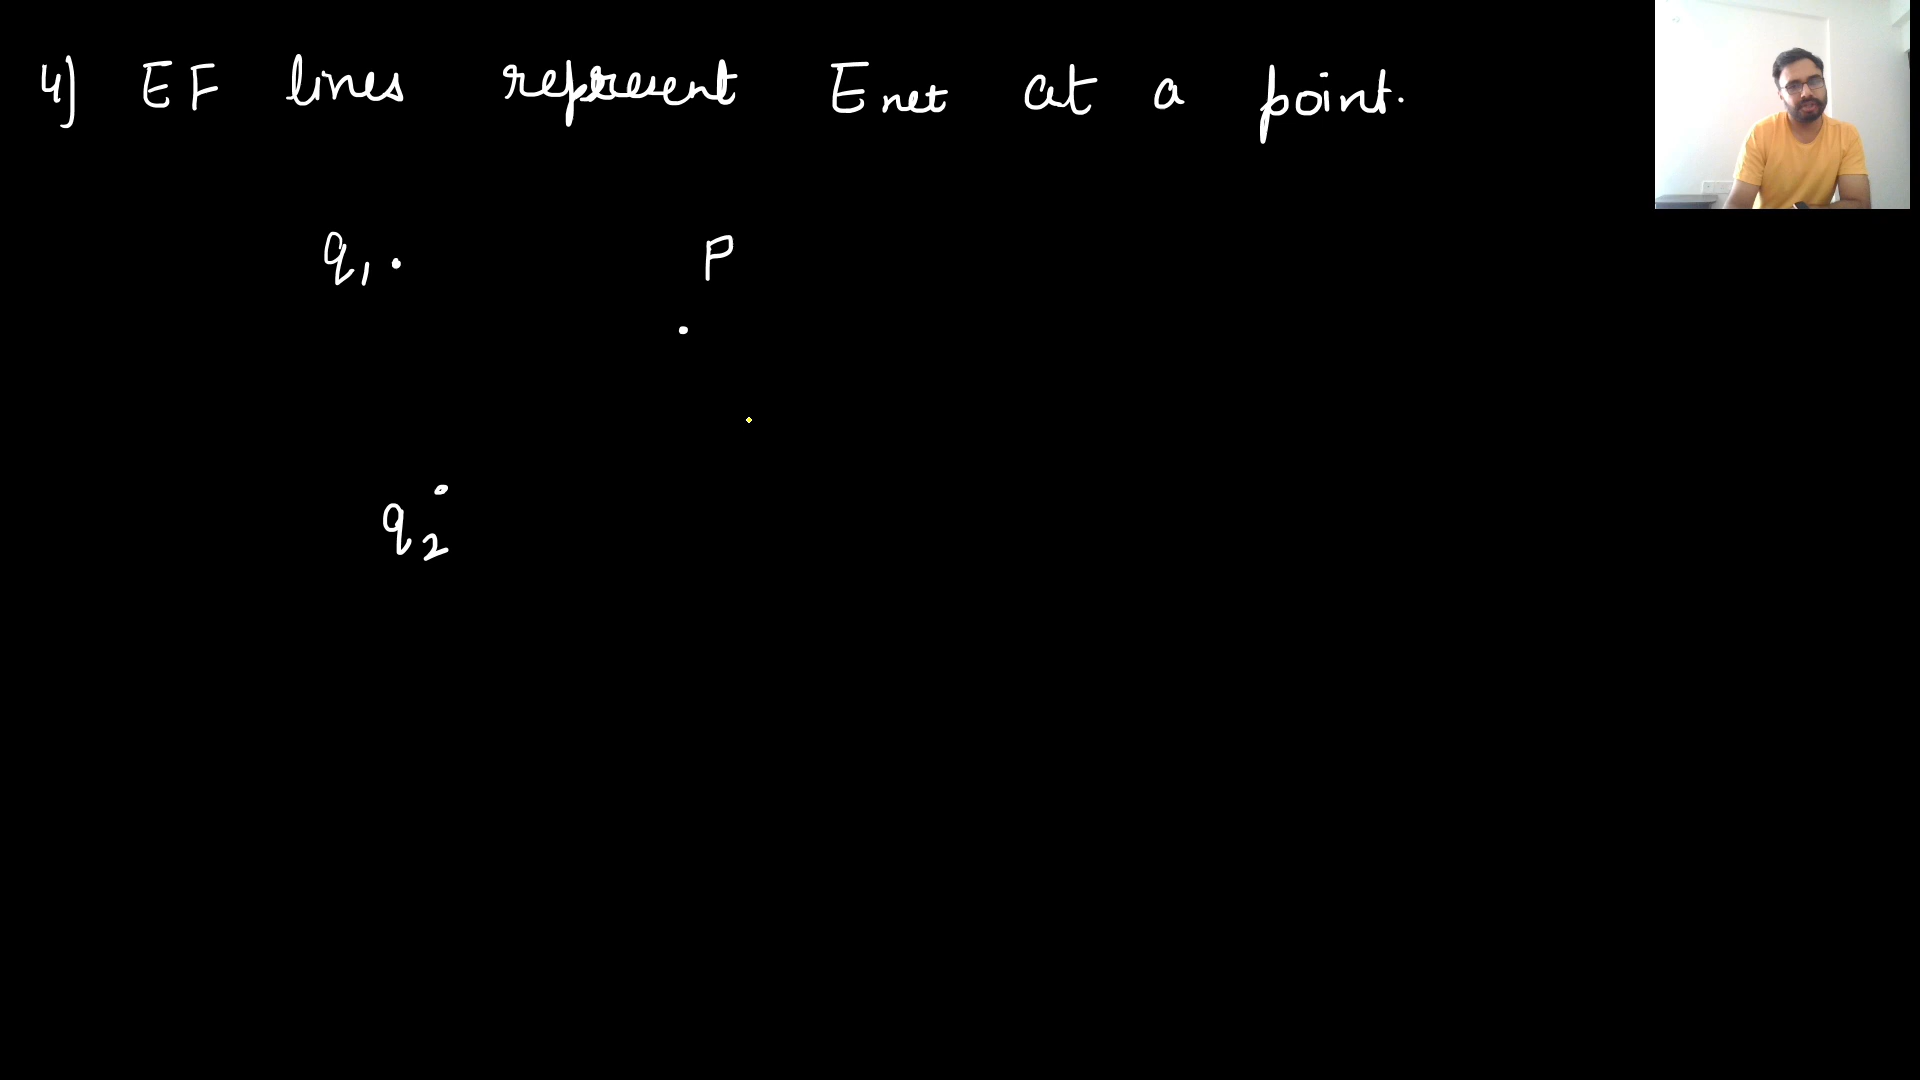 4) EF lines represent Enet at a point.
q1 . P
q2